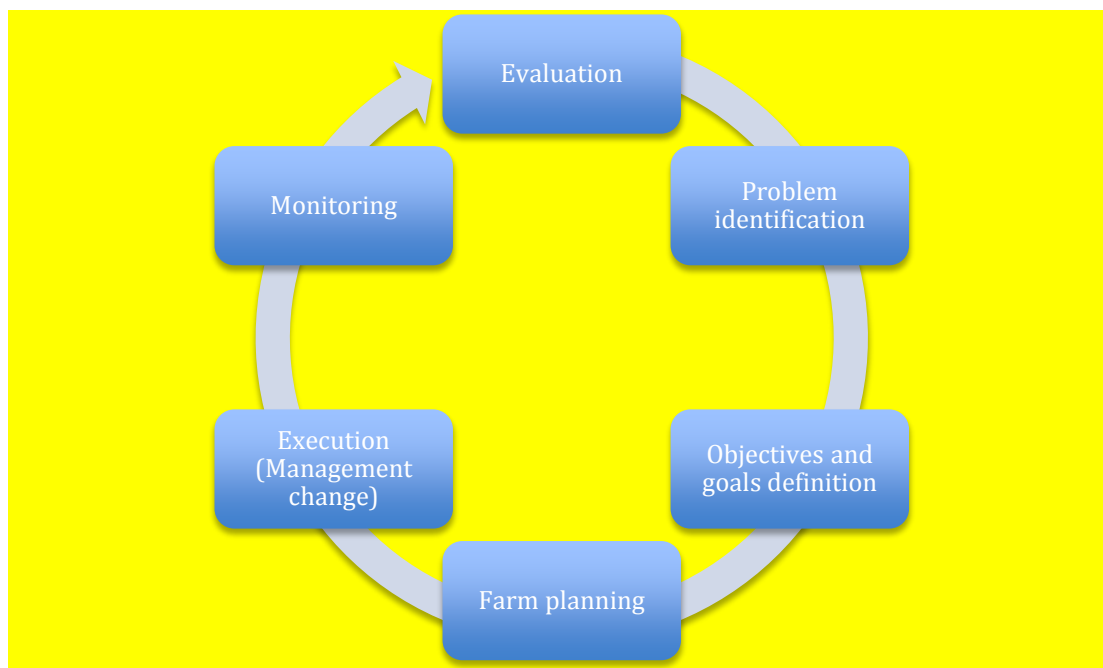 Evaluation
Problem
identification
Objectives and
goals definition
Farm planning
Execution
(Management
change)
Monitoring